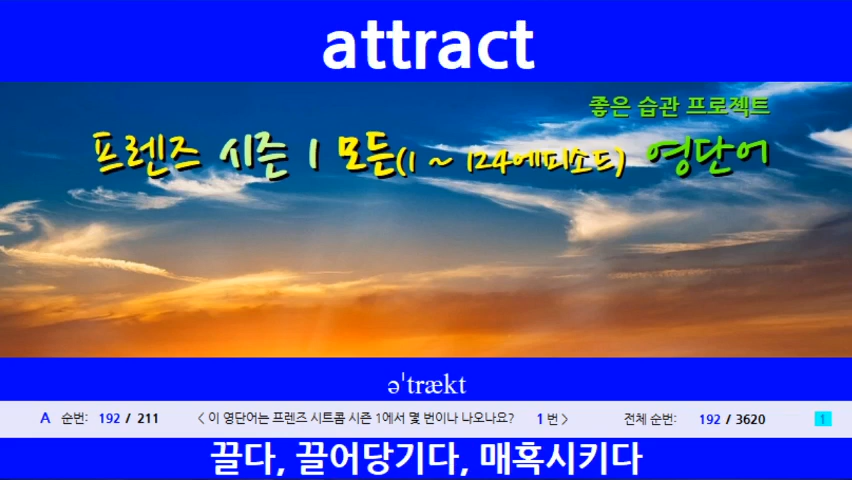 attract
좋은 습관 프로젝트
프렌즈 시즌 1 모든(1 ~ 124에피소드) 영단어
əˈtrækt
A 순번: 192 / 211 < 이 영단어는 프렌즈 시트콤 시즌 1에서 몇 번이나 나오나요? 1 번 > 전체 순번: 192 / 3620 1
끌다, 끌어당기다, 매혹시키다